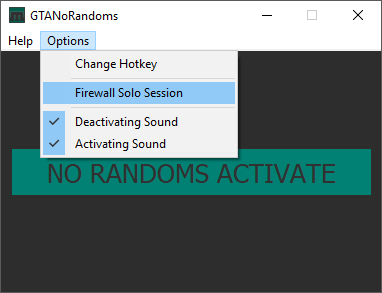 GTANoRandoms
Help Options
Change Hotkey
Firewall Solo Session
Deactivating Sound
Activating Sound
NO RANDOMS ACTIVATE